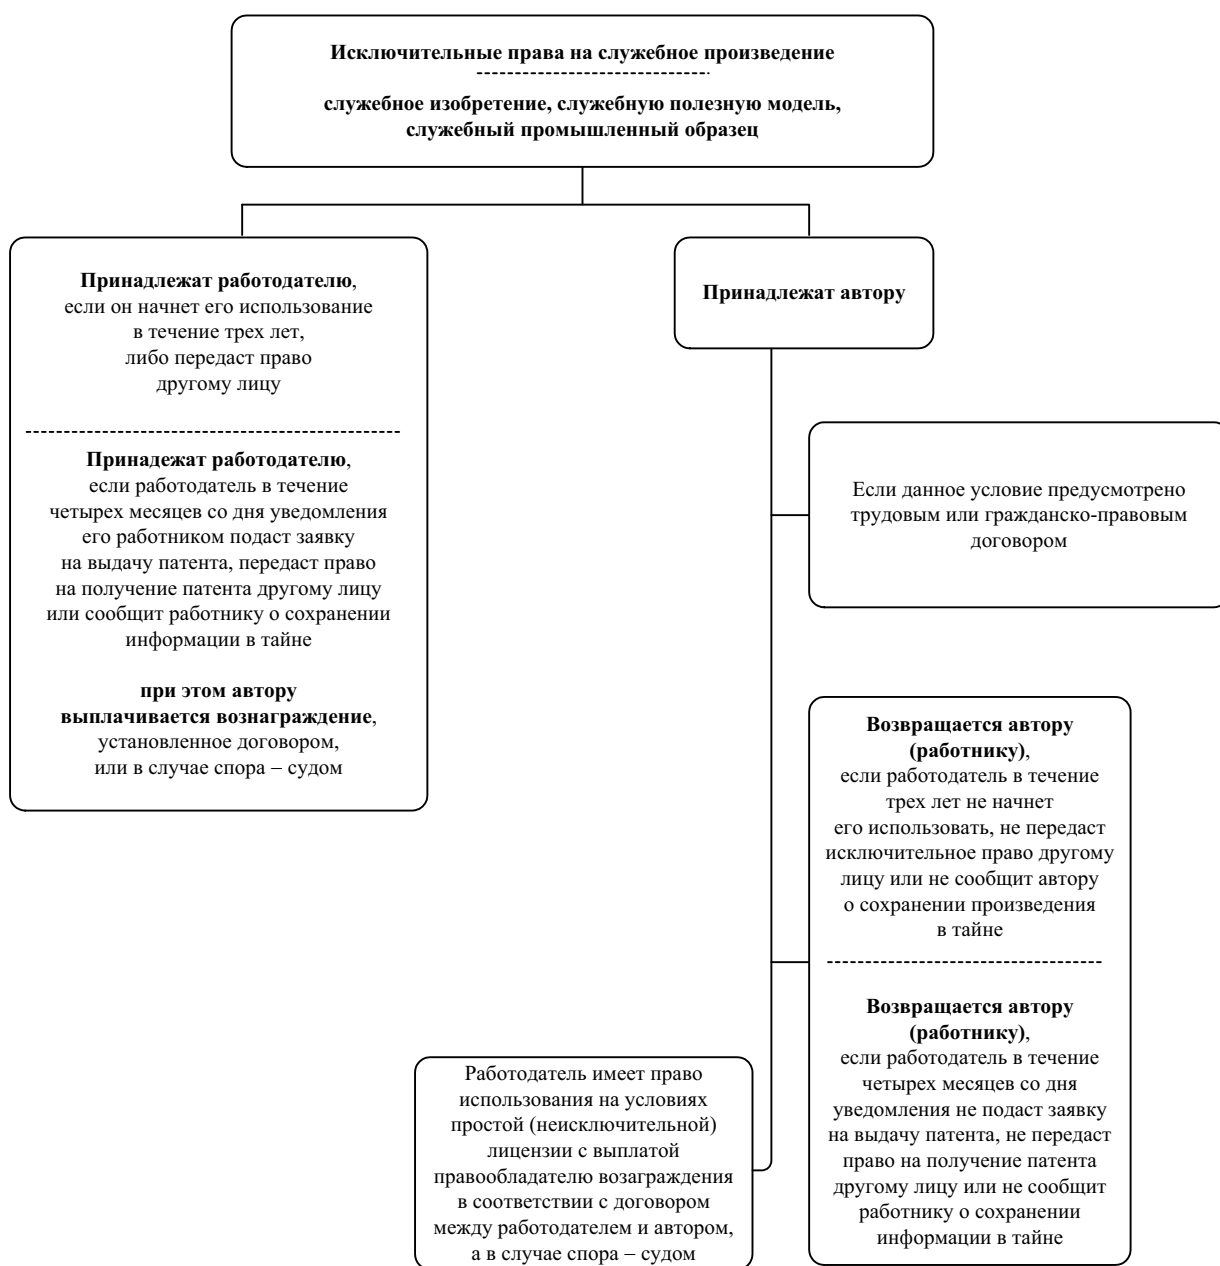 Исключительные права на служебное произведение
служебное изобретение, служебную полезную модель,
служебный промышленный образец
Принадлежат работодателю,
если он начнет его использование
в течение трех лет,
либо передаст право
другому лицу
Принадежат работодателю,
если работодатель в течение
четырех месяцев со дня уведомления
его работником подаст заявку
на выдачу патента, передаст право
на получение патента другому лицу
или сообщит работнику о сохранении
информации в тайне
при этом автору
выплачивается вознаграждение,
установленное договором,
или в случае спора – судом
Принадлежат автору
Если данное условие предусмотрено
трудовым или гражданско-правовым
договором
Возвращается автору
(работнику),
если работодатель в течение
трех лет не начнет
его использовать, не передаст
исключительное право другому
лицу или не сообщит автору
о сохранении произведения
в тайне
Возвращается автору
(работнику),
если работодатель в течение
четырех месяцев со дня
уведомления не подаст заявку
на выдачу патента, не передаст
право на получение патента
другому лицу или не сообщит
работнику о сохранении
информации в тайне
Работодатель имеет право
использования на условиях
простой (неисключительной)
лицензии с выплатой
правообладателю возаграждения
в соответствии с договором
между работодателем и автором,
а в случае спора – судом